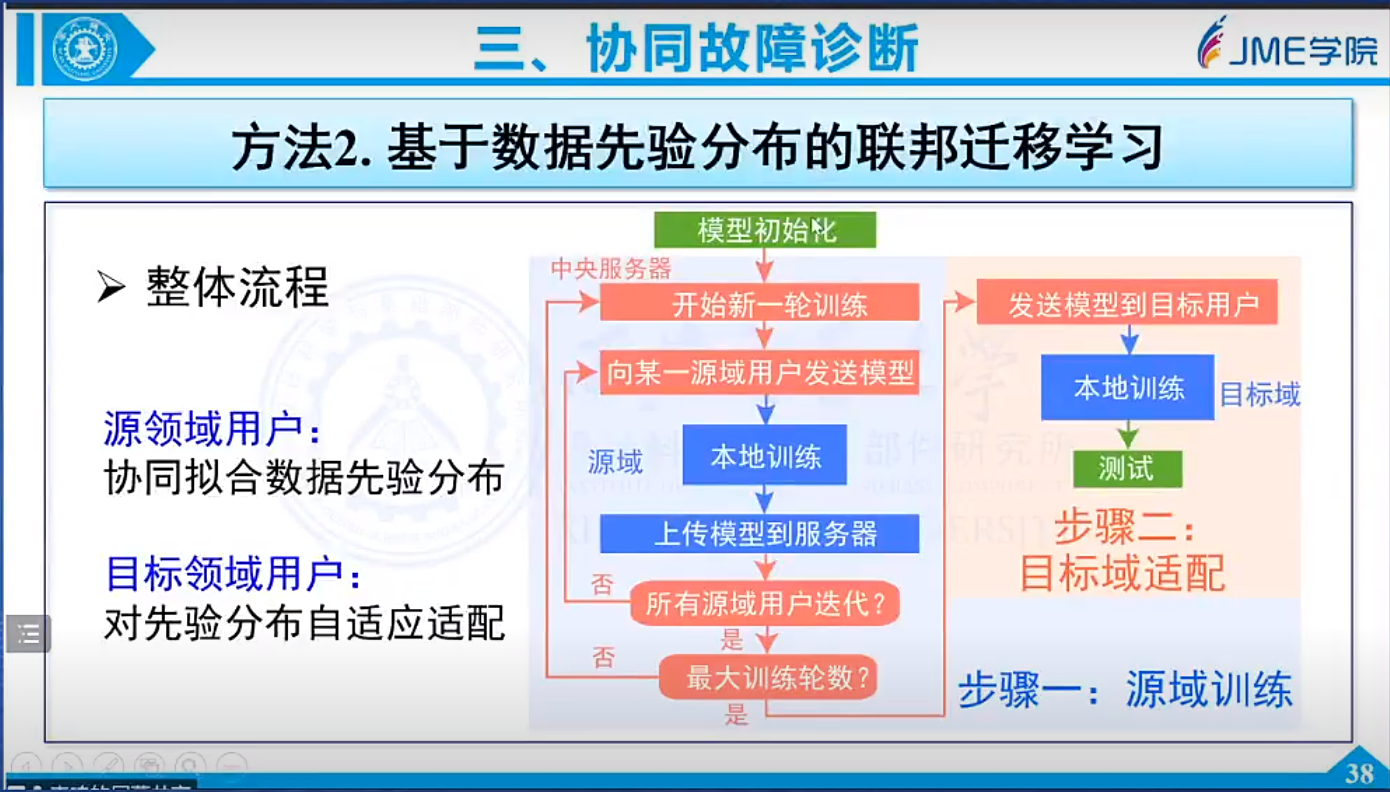 三、协同故障诊断
JME学院
方法2. 基于数据先验分布的联邦迁移学习
➢ 整体流程
源领域用户：
协同拟合数据先验分布
目标领域用户：
对先验分布自适应适配
模型初始化
中央服务器
开始新一轮训练
向某一源域用户发送模型
源域
本地训练
上传模型到服务器
否
所有源域用户迭代？
是
否
最大训练轮数？
是
发送模型到目标用户
本地训练
目标域
测试
步骤二：
目标域适配
步骤一：源域训练
部件研究所
38